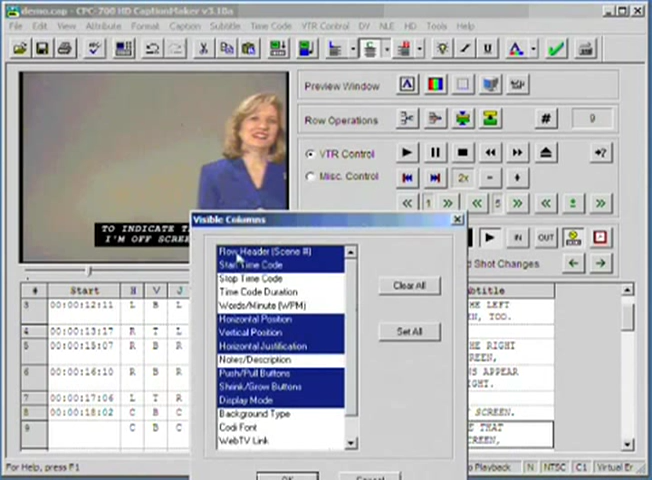 demo.cap - CPC-700 HD CaptionMaker v3.10a
File Edit View Attribute Format Caption Subtitle Time Code VTR Control DV NLE HD Tools Help
Preview Window
Row Operations
# 9
VTR Control
Misc. Control
2x
1 5
IN OUT
Shot Changes
TO INDICATE
I'M OFF
Visible Columns
Row Header (Scene #)
Start Time Code
Stop Time Code
Time Code Duration
Words/Minute (WPM)
Horizontal Position
Vertical Position
Horizontal Justification
Notes/Description
Push/Pull Buttons
Shrink/Grow Buttons
Display Mode
Background Type
Codi Font
WebTV Link
Clear All
Set All
OK Cancel
# Start H V J
3 00:00:12:11 L B L
4 00:00:13:17 R T L
5 00:00:15:07 R B R
6 00:00:16:10 R B R
7 00:00:17:06 L T R
8 00:00:18:02 C B C
9 C B C
ubtitle
HE LEFT
N, TOO.
HE RIGHT
REEN,
NS APPEAR
IGHT.
SCREEN.
E THAT
REEN,
For Help, press F1
o Playback N NTSC C1 Virtual Er